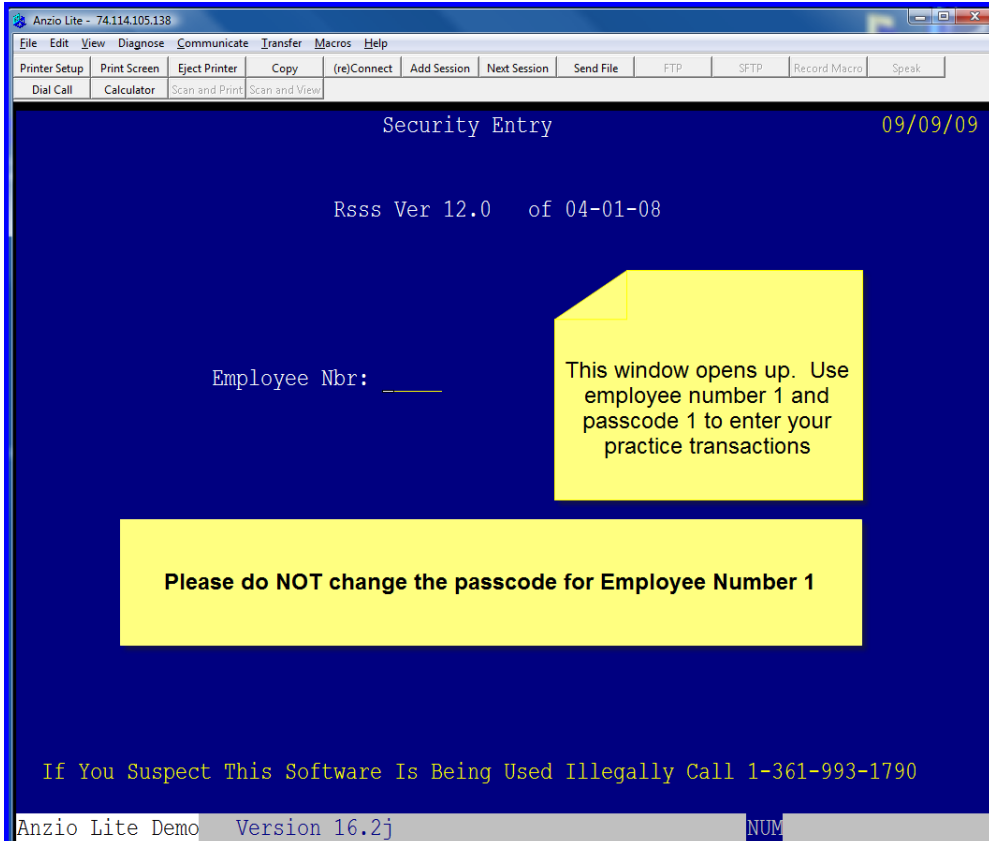 Anzio Lite - 74.114.105.138
File Edit View Diagnose Communicate Transfer Macros Help
Printer Setup Print Screen Eject Printer Copy (re)Connect Add Session Next Session Send File FTP SFTP Record Macro Speak
Dial Call Calculator Scan and Print Scan and View
Security Entry 09/09/09
Rsss Ver 12.0 of 04-01-08
Employee Nbr: _____
This window opens up. Use
employee number 1 and
passcode 1 to enter your
practice transactions
Please do NOT change the passcode for Employee Number 1
If You Suspect This Software Is Being Used Illegally Call 1-361-993-1790
Anzio Lite Demo Version 16.2j NUM